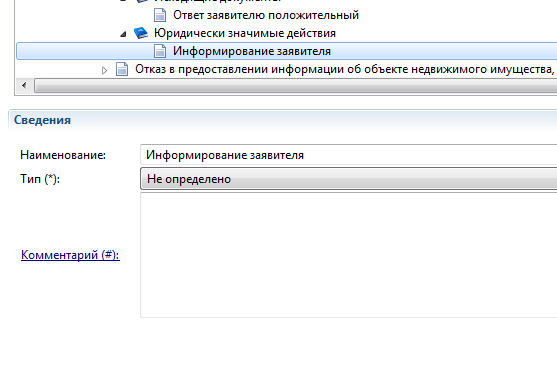 Ответ заявителю положительный
Юридически значимые действия
Информирование заявителя
Отказ в предоставлении информации об объекте недвижимого имущества,
Сведения
Наименование: Информирование заявителя
Тип (*): Не определено
Комментарий (#):